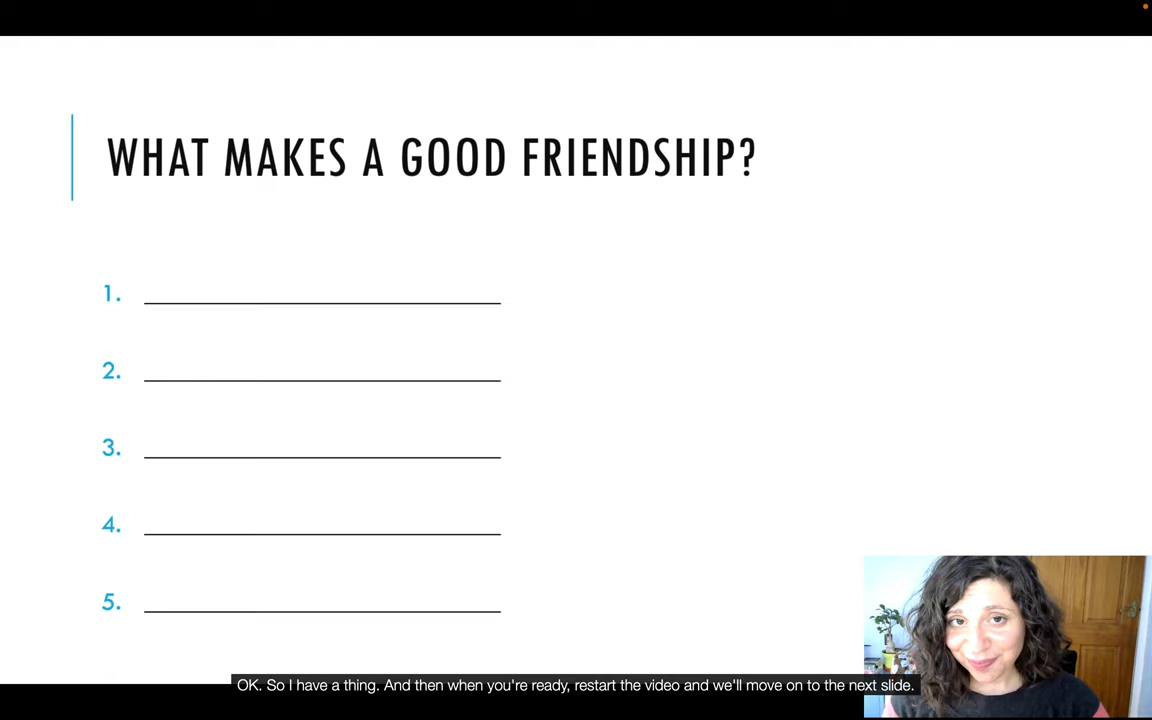 WHAT MAKES A GOOD FRIENDSHIP?
1.
2.
3.
4.
5.
OK. So I have a thing. And then when you're ready, restart the video and we'll move on to the next slide.